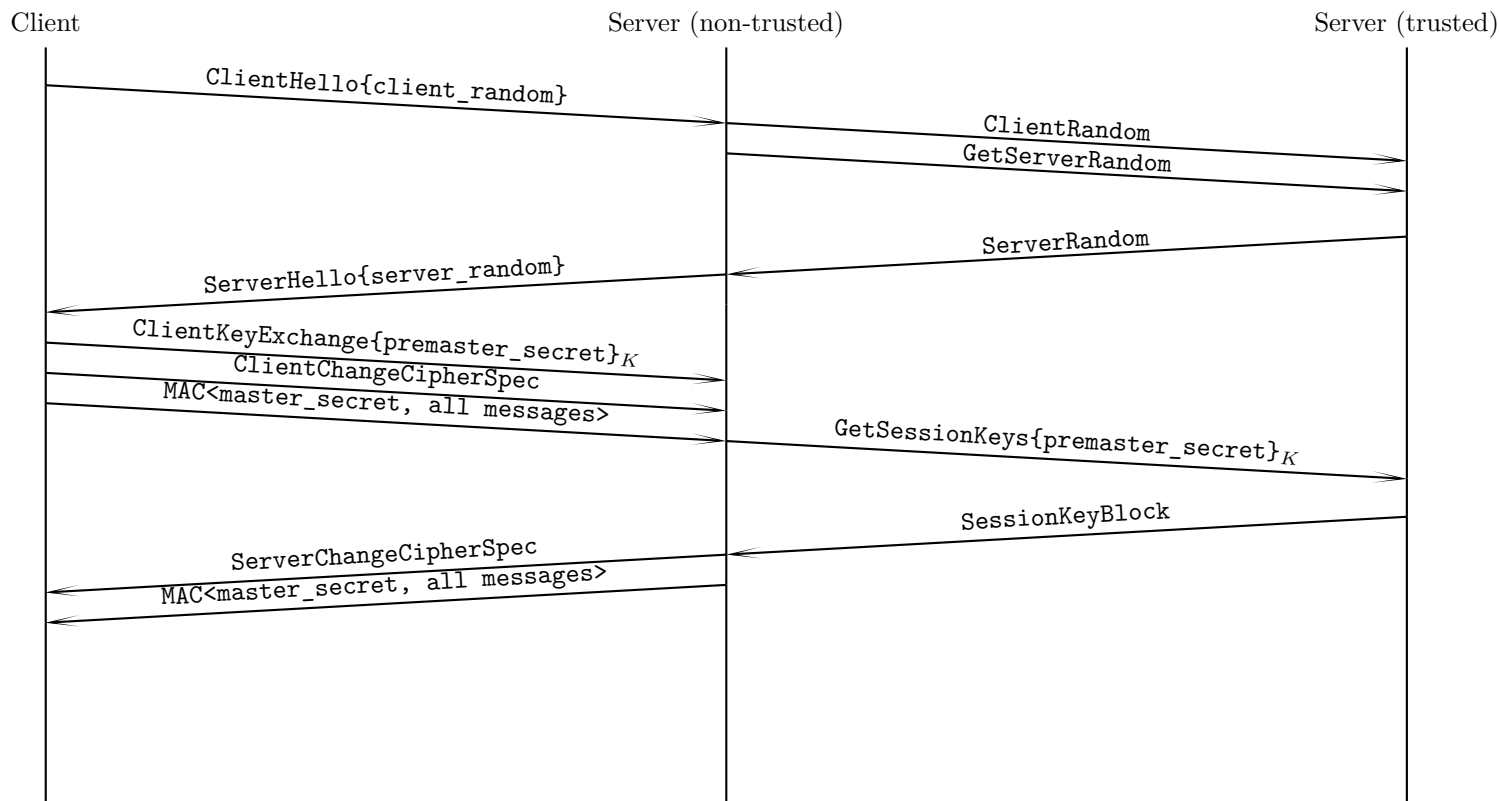 Client
Server (non-trusted)
Server (trusted)
ClientHello{client_random}
ClientRandom
GetServerRandom
ServerRandom
ServerHello{server_random}
ClientKeyExchange{premaster_secret}K
ClientChangeCipherSpec
MAC<master_secret, all messages>
GetSessionKeys{premaster_secret}K
SessionKeyBlock
ServerChangeCipherSpec
MAC<master_secret, all messages>